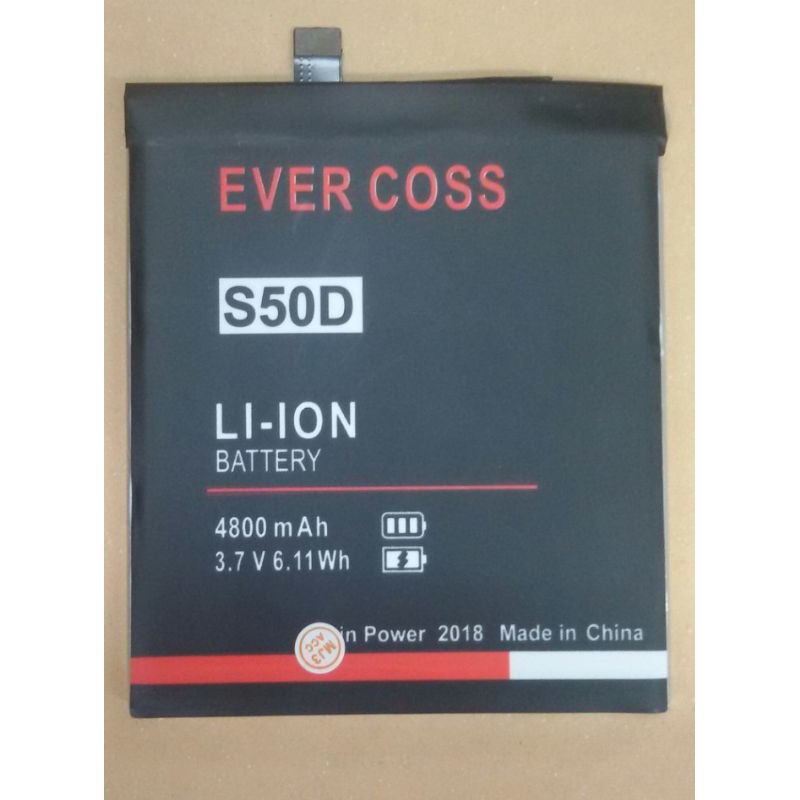 EVER COSS
S50D
LI-ION
BATTERY
4800 mAh
3.7 V 6.11Wh
Power 2018 Made in China
MJ3
ACC